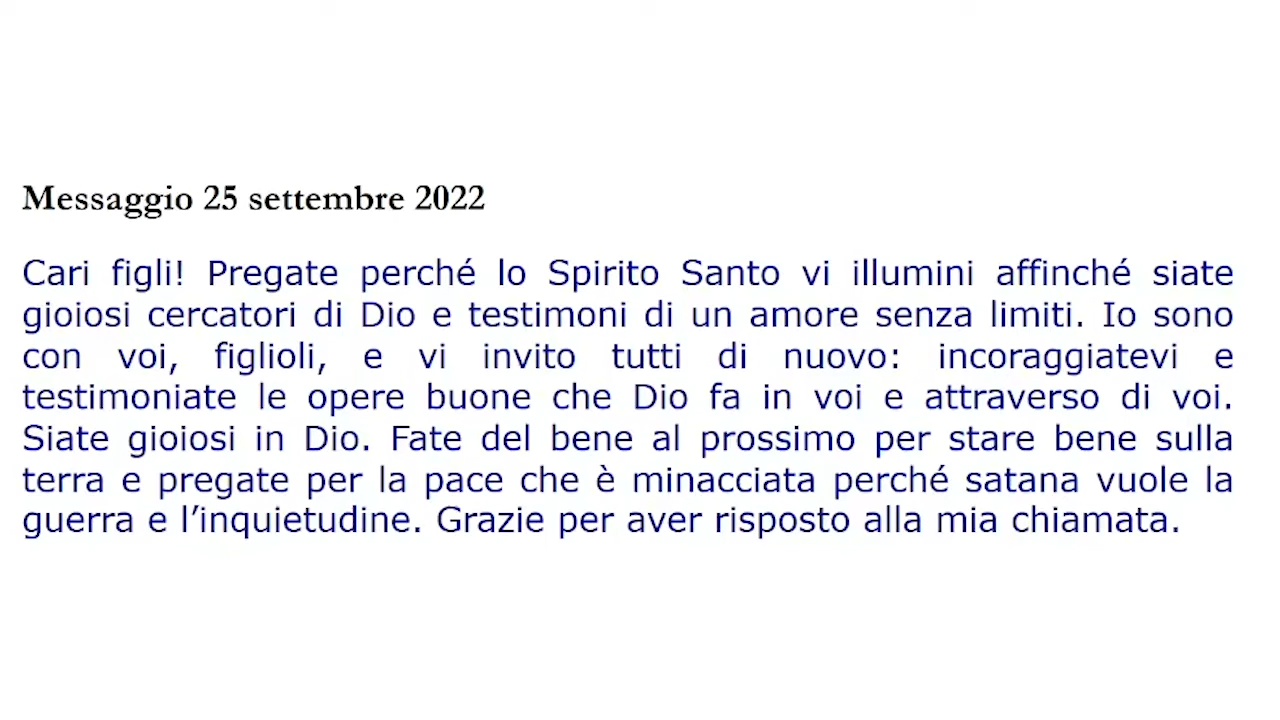 Messaggio 25 settembre 2022
Cari figli! Pregate perché lo Spirito Santo vi illumini affinché siate
gioiosi cercatori di Dio e testimoni di un amore senza limiti. Io sono
con voi, figlioli, e vi invito tutti di nuovo: incoraggiatevi e
testimoniate le opere buone che Dio fa in voi e attraverso di voi.
Siate gioiosi in Dio. Fate del bene al prossimo per stare bene sulla
terra e pregate per la pace che è minacciata perché satana vuole la
guerra e l’inquietudine. Grazie per aver risposto alla mia chiamata.